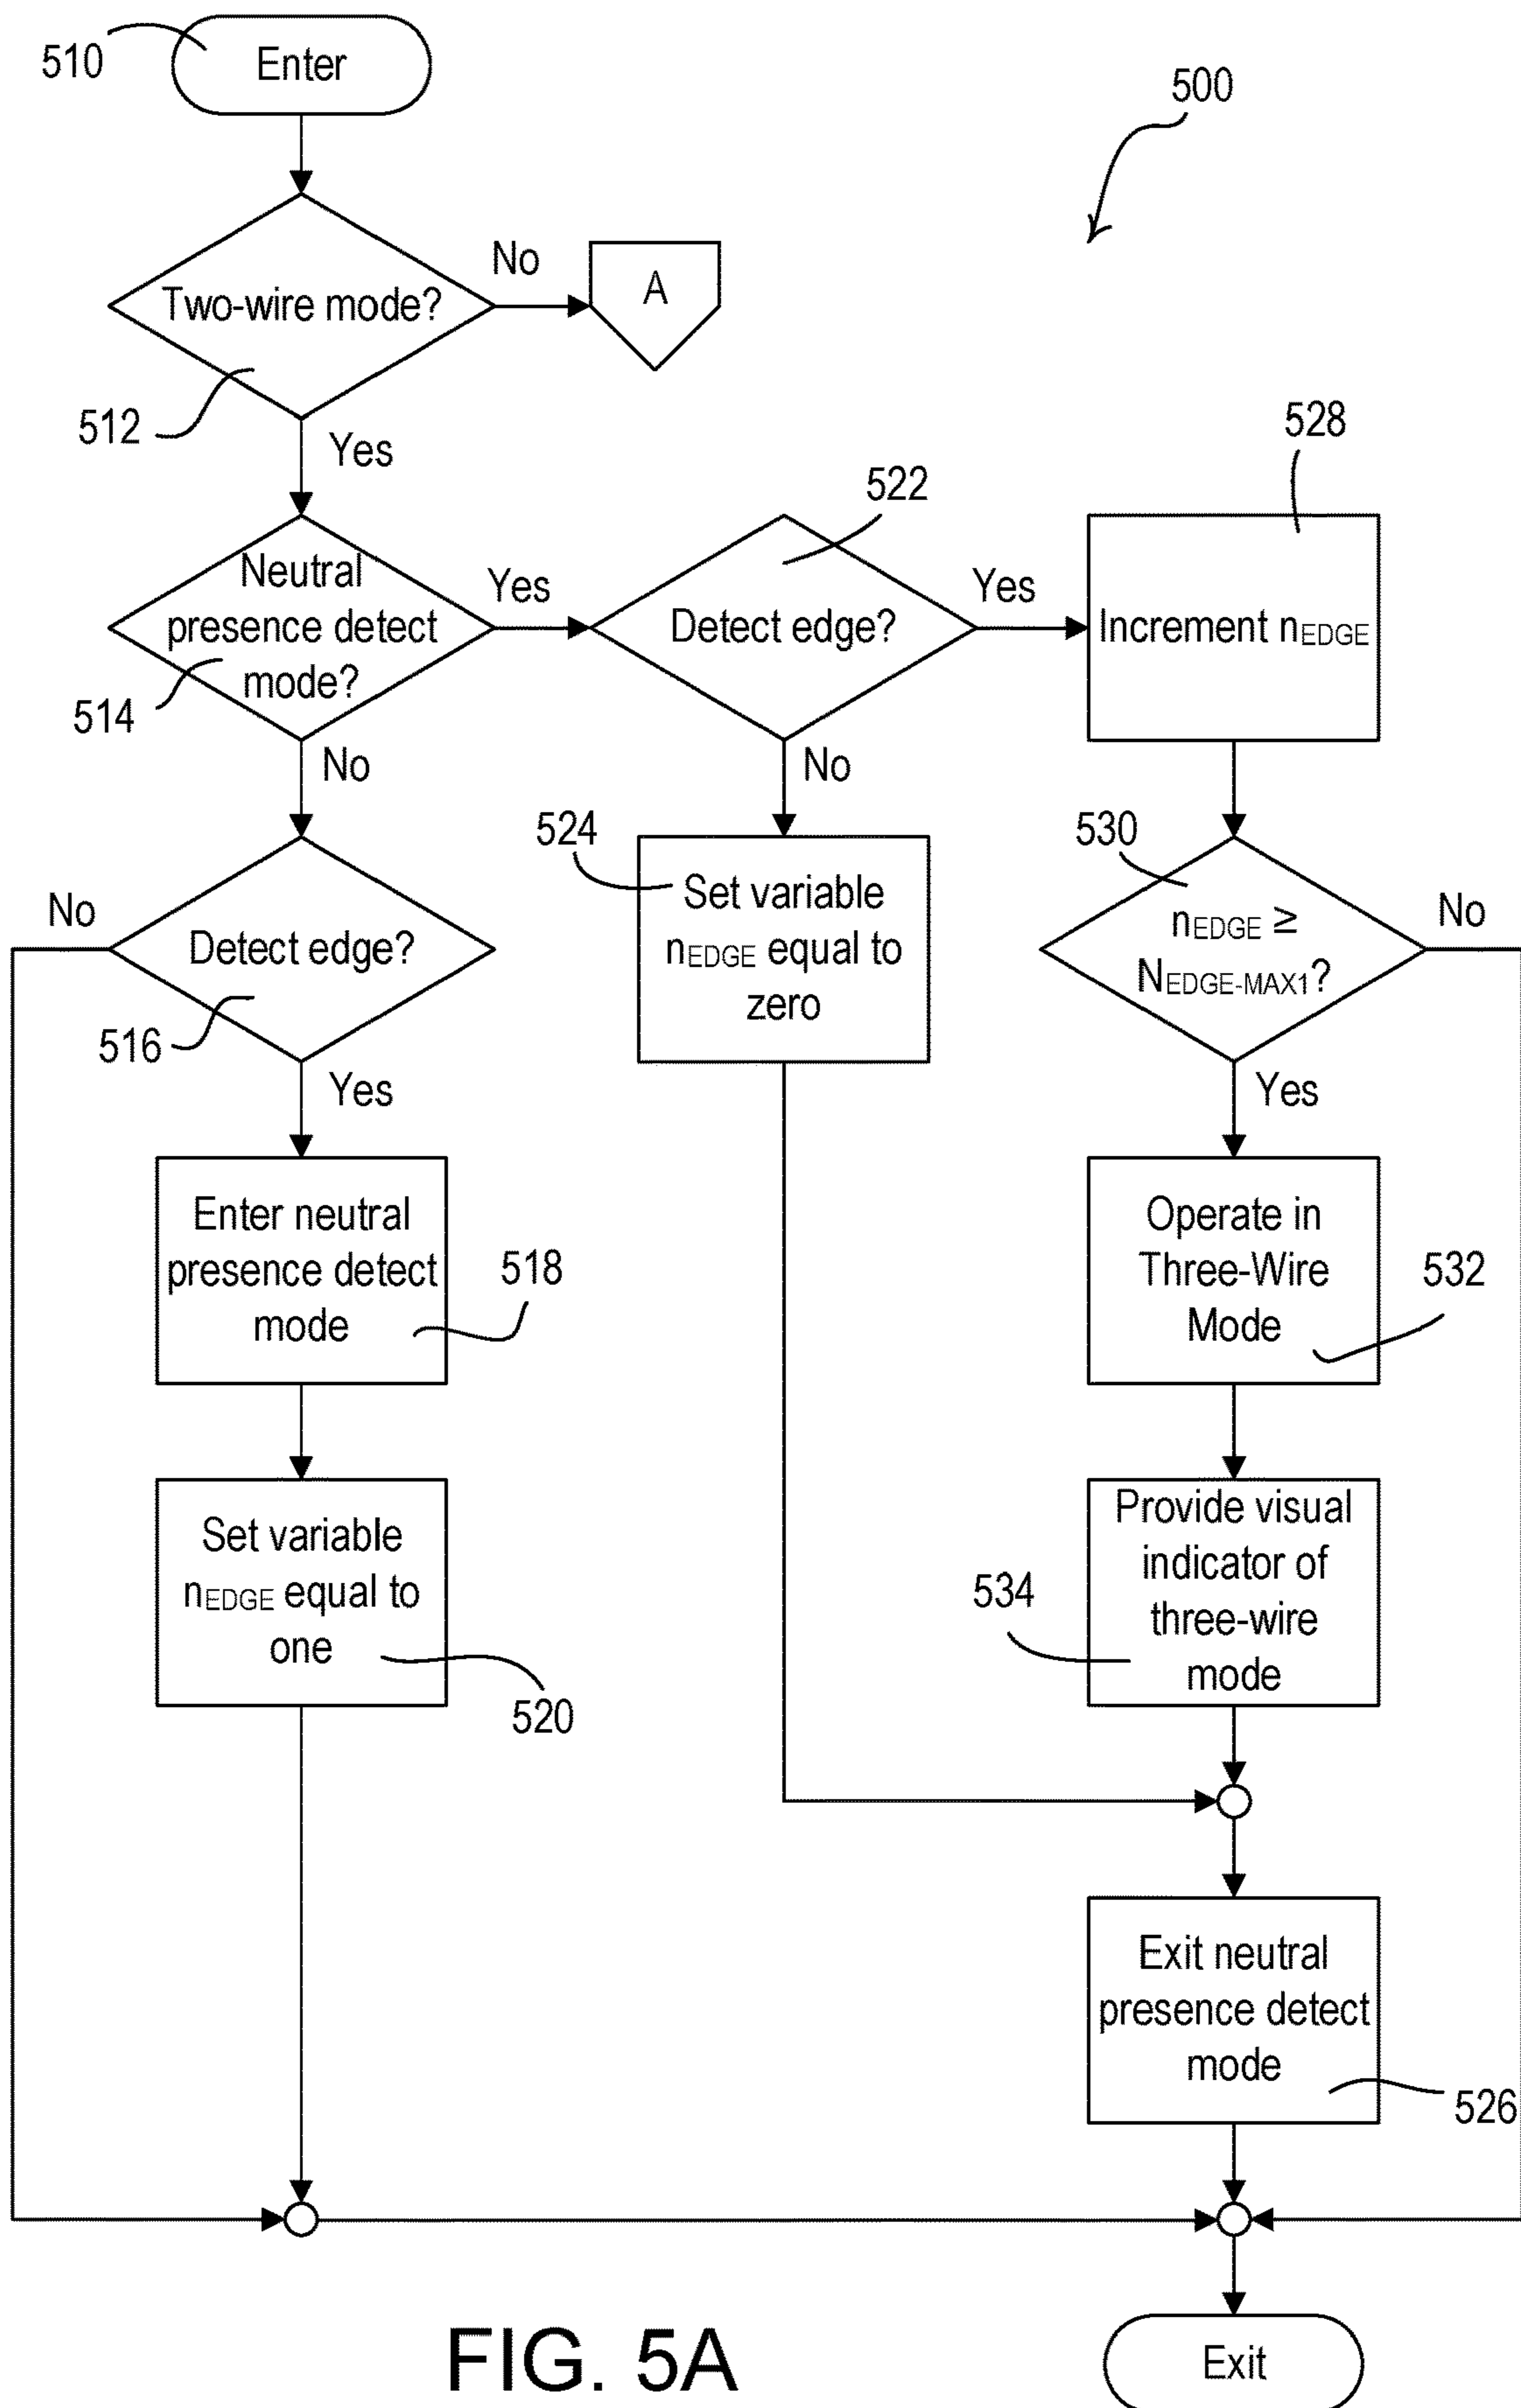 510
Enter
500
Two-wire mode?
No
A
512
Yes
528
522
Neutral
presence detect
mode?
Yes
Detect edge?
Yes
Increment nEDGE
514
No
No
524
530
No
Detect edge?
Set variable
nEDGE equal to
zero
nEDGE ≥
NEDGE-MAX1?
No
516
Yes
Yes
Enter neutral
presence detect
mode
518
Operate in
Three-Wire
Mode
532
Set variable
nEDGE equal to
one
520
534
Provide visual
indicator of
three-wire
mode
Exit neutral
presence detect
mode
526
FIG. 5A
Exit